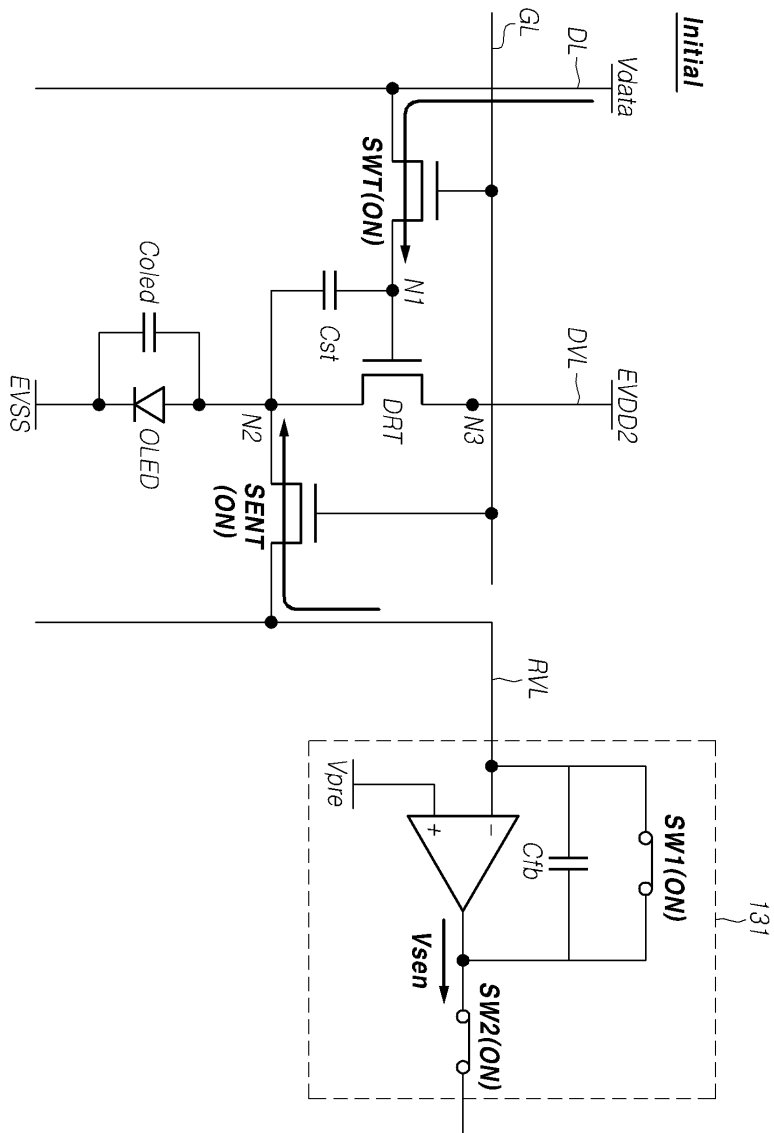 Initial
Vdata
EVDD2
DL
DVL
GL
SWT(ON)
N1
N3
DRT
Cst
N2
SENT
(ON)
Coled
OLED
EVSS
RVL
131
SW1(ON)
Cfb
Vpre
−
+
Vsen
SW2(ON)